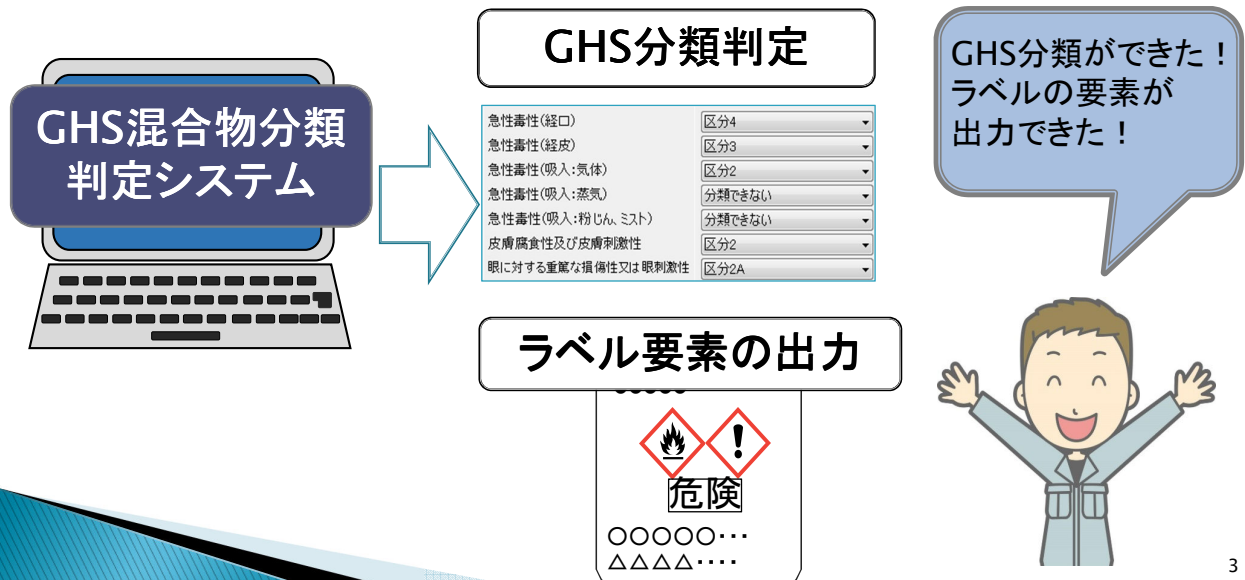 GHS混合物分類
判定システム
GHS分類判定
急性毒性(経口) 区分4
急性毒性(経皮) 区分3
急性毒性(吸入:気体) 区分2
急性毒性(吸入:蒸気) 分類できない
急性毒性(吸入:粉じん、ミスト) 分類できない
皮膚腐食性及び皮膚刺激性 区分2
眼に対する重篤な損傷性又は眼刺激性 区分2A
ラベル要素の出力
危険
○○○○○・・・
△△△△・・・・
GHS分類ができた！
ラベルの要素が
出力できた！
3